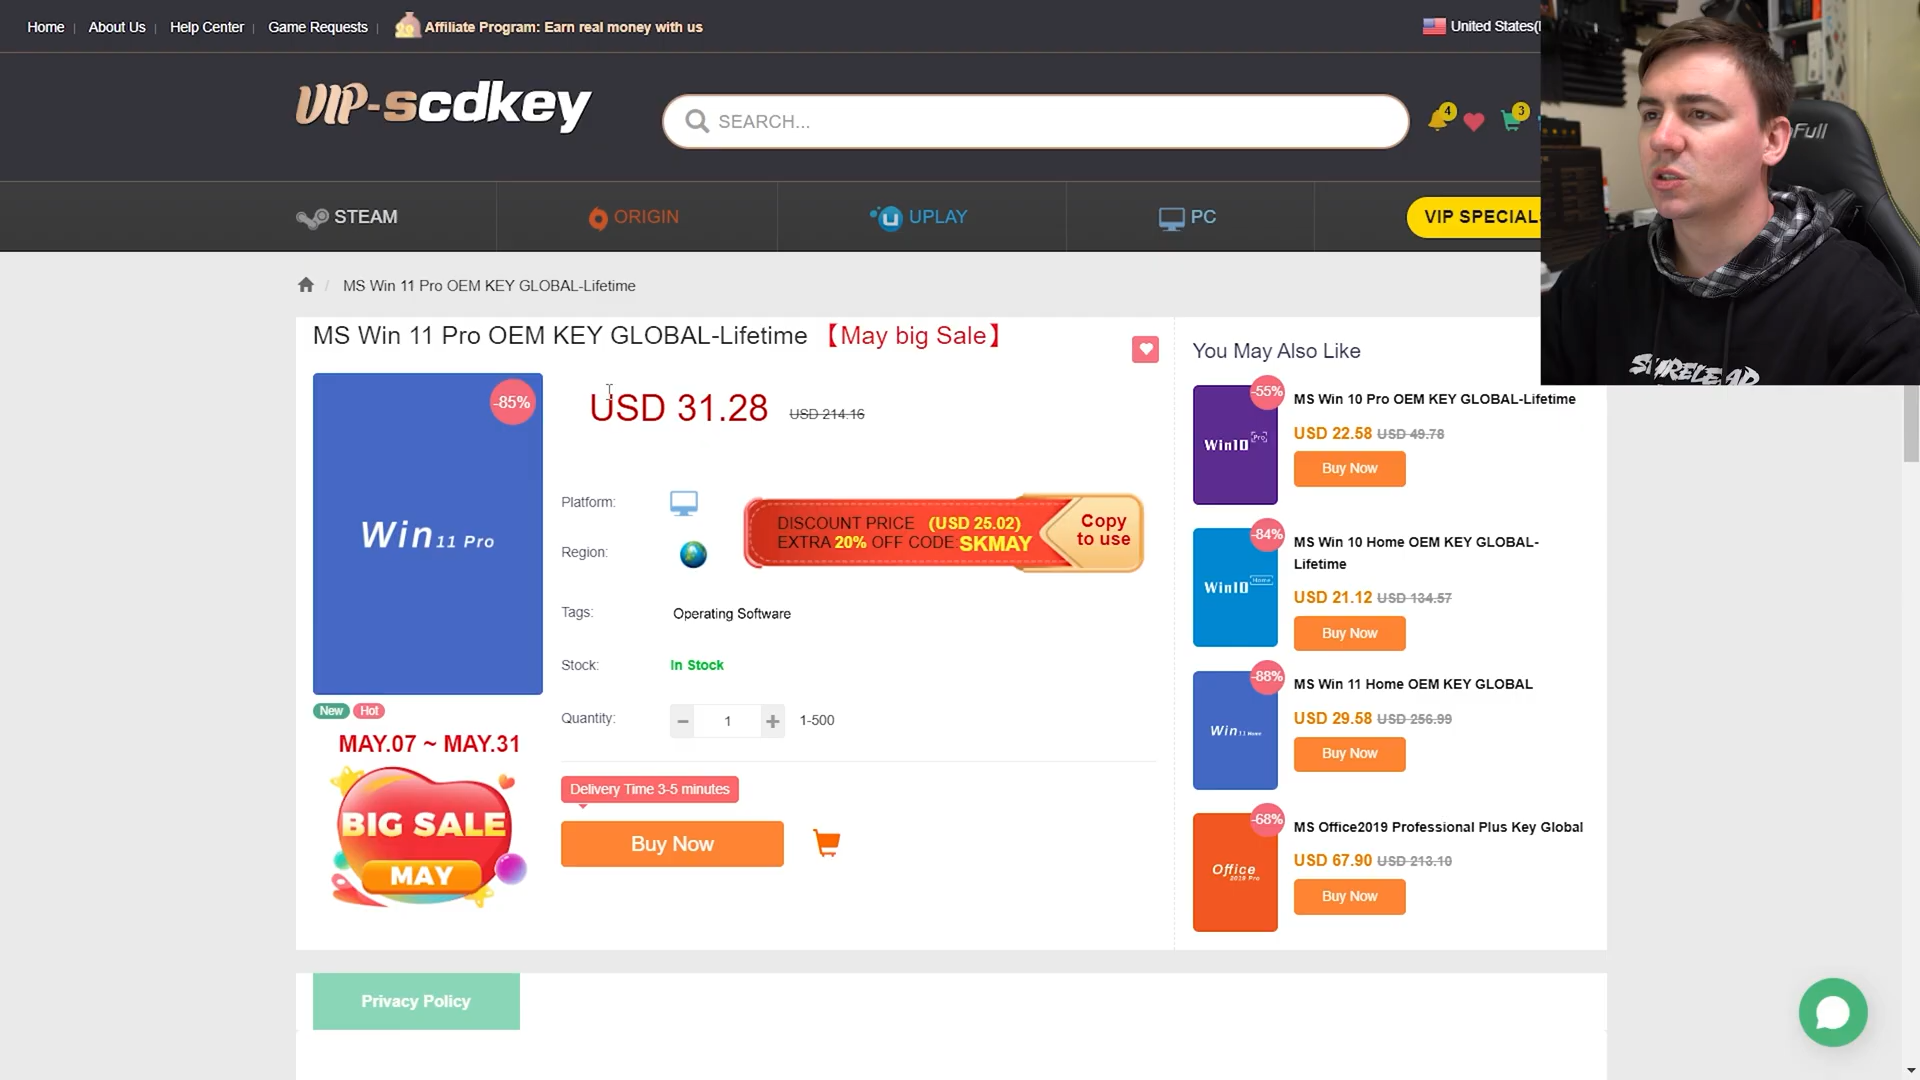 Home
About Us
Help Center
Game Requests
Affiliate Program: Earn real money with us
United States(
VIP-scdkey
SEARCH...
4
3
STEAM
ORIGIN
UPLAY
PC
VIP SPECIAL
MS Win 11 Pro OEM KEY GLOBAL-Lifetime
MS Win 11 Pro OEM KEY GLOBAL-Lifetime 【May big Sale】
-85%
Win 11 Pro
New Hot
MAY.07 ~ MAY.31
BIG SALE
MAY
USD 31.28 USD 214.16
Platform:
DISCOUNT PRICE (USD 25.02)
EXTRA 20% OFF CODE SKMAY
Copy
to use
Region:
Tags: Operating Software
Stock: In Stock
Quantity: − 1 + 1-500
Delivery Time 3-5 minutes
Buy Now
You May Also Like
-55%
Win10 Pro
MS Win 10 Pro OEM KEY GLOBAL-Lifetime
USD 22.58 USD 49.78
Buy Now
-84%
Win10 Home
MS Win 10 Home OEM KEY GLOBAL-
Lifetime
USD 21.12 USD 134.57
Buy Now
-88%
Win 11 Home
MS Win 11 Home OEM KEY GLOBAL
USD 29.58 USD 256.99
Buy Now
-68%
Office
2019 Pro
MS Office2019 Professional Plus Key Global
USD 67.90 USD 213.10
Buy Now
Privacy Policy